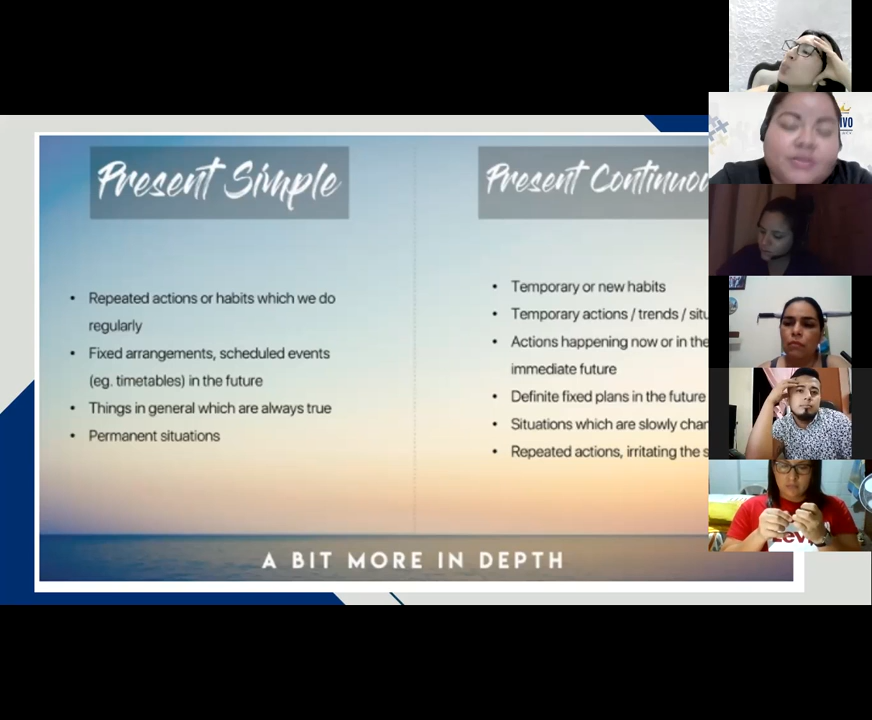 Present Simple
• Repeated actions or habits which we do
regularly
• Fixed arrangements, scheduled events
(eg. timetables) in the future
• Things in general which are always true
• Permanent situations
Present
• Temporary or new habits
• Temporary actions / trends /
• Actions happening now or in the
immediate future
• Definite fixed plans in the future
• Situations which are slowly
• Repeated actions, irritating the
A BIT MORE IN DEPTH